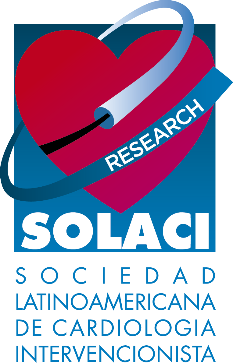 RESEARCH
SOLACI
SOCIEDAD
LATINOAMERICANA
DE CARDIOLOGIA
INTERVENCIONISTA